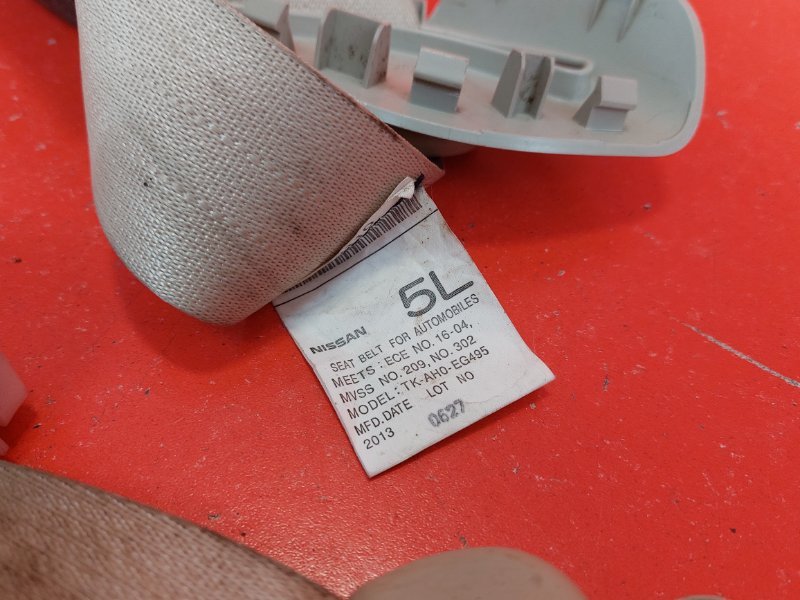 5L
NISSAN
SEAT BELT FOR AUTOMOBILES
MEETS : ECE NO. 16-04,
MVSS NO. 209, NO. 302
MODEL: TK-AH0-EG495
MFD.DATE LOT NO
2013 0627